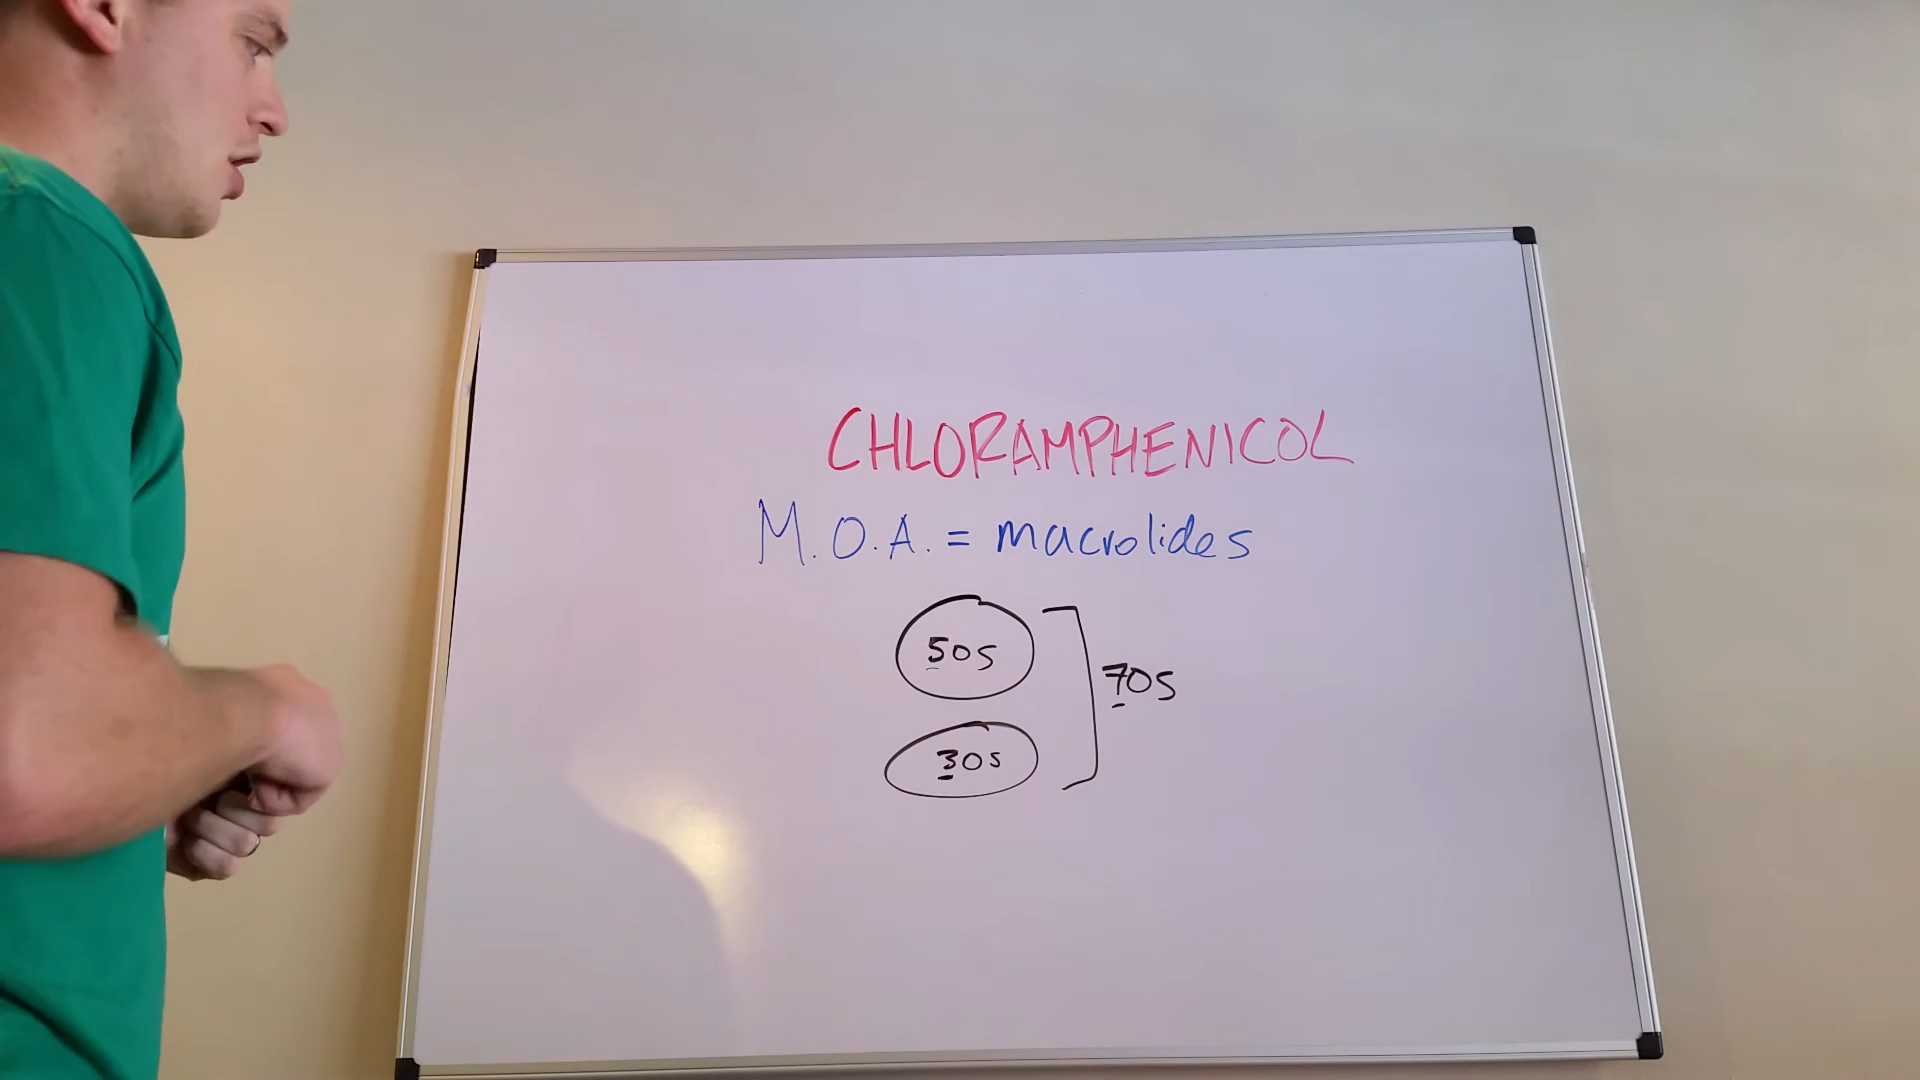 CHLORAMPHENICOL
M.O.A. = macrolides
50s
70s
30s